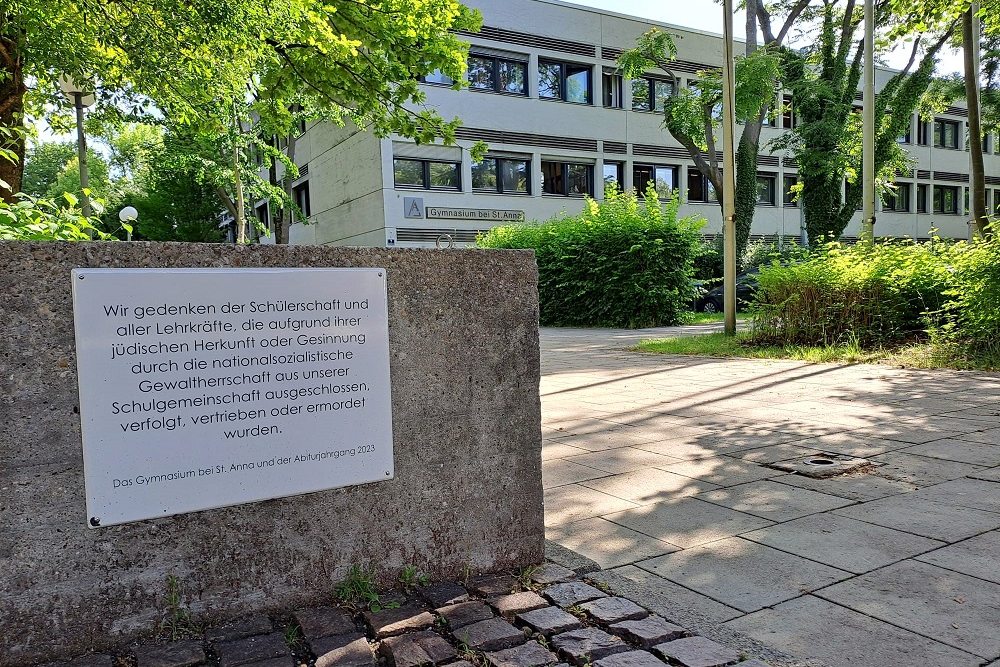 Gymnasium bei St. Anna
Wir gedenken der Schülerschaft und
aller Lehrkräfte, die aufgrund ihrer
jüdischen Herkunft oder Gesinnung
durch die nationalsozialistische
Gewaltherrschaft aus unserer
Schulgemeinschaft ausgeschlossen,
verfolgt, vertrieben oder ermordet
wurden.
Das Gymnasium bei St. Anna und der Abiturjahrgang 2023